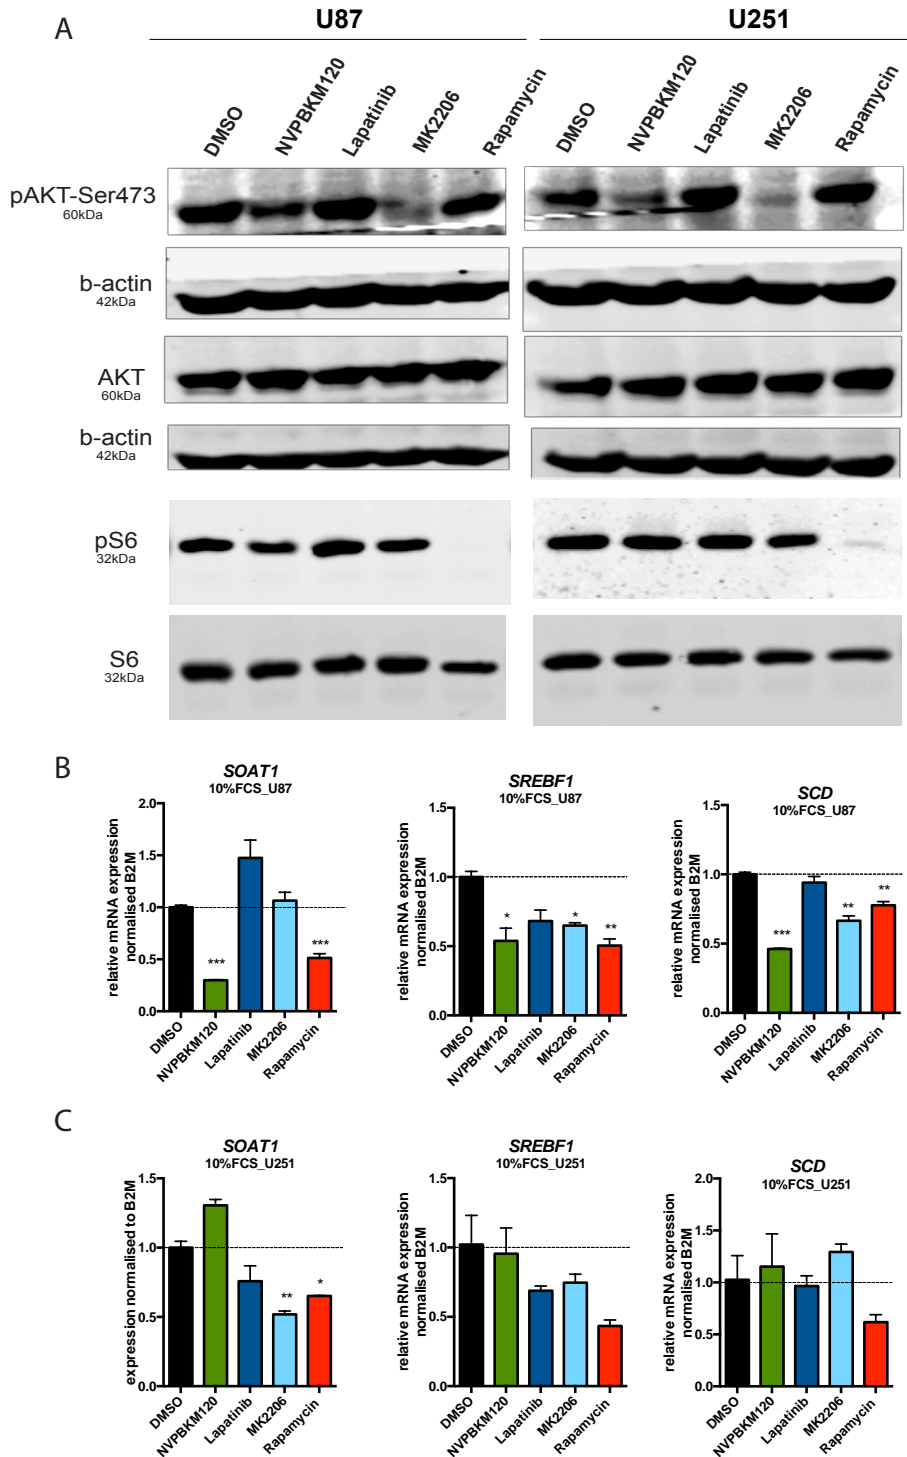 A
U87
U251
DMSO
NVPBKM120
Lapatinib
MK2206
Rapamycin
DMSO
NVPBKM120
Lapatinib
MK2206
Rapamycin
pAKT-Ser473
60kDa
b-actin
42kDa
AKT
60kDa
b-actin
42kDa
pS6
32kDa
S6
32kDa
B
SOAT1
10%FCS_U87
relative mRNA expression
normalised B2M
2.0
1.5
1.0
0.5
0.0
***
***
DMSO
NVPBKM120
Lapatinib
MK2206
Rapamycin
SREBF1
10%FCS_U87
relative mRNA expression
normalised B2M
1.5
1.0
0.5
0.0
*
*
**
DMSO
NVPBKM120
Lapatinib
MK2206
Rapamycin
SCD
10%FCS_U87
relative mRNA expression
normalised B2M
1.5
1.0
0.5
0.0
***
**
**
DMSO
NVPBKM120
Lapatinib
MK2206
Rapamycin
C
SOAT1
10%FCS_U251
expression normalised to B2M
1.5
1.0
0.5
0.0
**
*
DMSO
NVPBKM120
Lapatinib
MK2206
Rapamycin
SREBF1
10%FCS_U251
relative mRNA expression
normalised B2M
1.5
1.0
0.5
0.0
DMSO
NVPBKM120
Lapatinib
MK2206
Rapamycin
SCD
10%FCS_U251
relative mRNA expression
normalised B2M
2.0
1.5
1.0
0.5
0.0
DMSO
NVPBKM120
Lapatinib
MK2206
Rapamycin